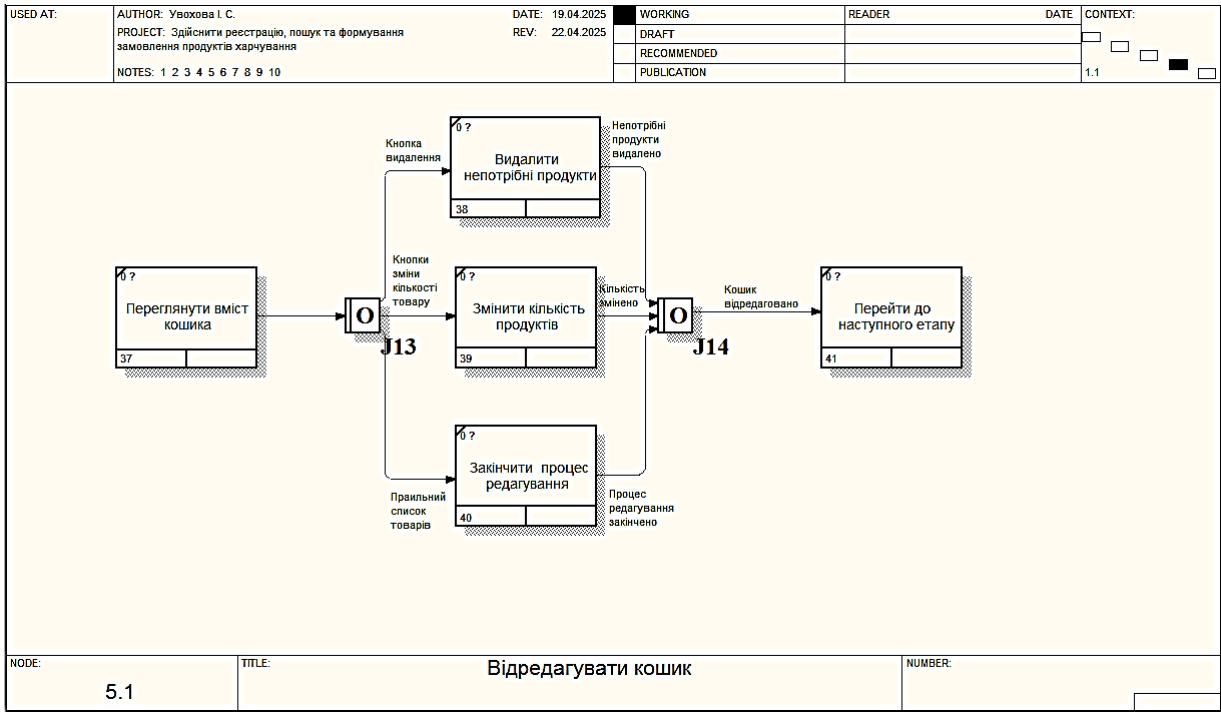 USED AT:
AUTHOR: Увохова І. С.
DATE: 19.04.2025
REV: 22.04.2025
PROJECT: Здійснити реєстрацію, пошук та формування
замовлення продуктів харчування
NOTES: 1 2 3 4 5 6 7 8 9 10
WORKING
DRAFT
RECOMMENDED
PUBLICATION
READER
DATE
CONTEXT:
1.1
0 ?
Переглянути вміст
кошика
37
O
J13
Кнопка
видалення
0 ?
Видалити
непотрібні продукти
38
Непотрібні
продукти
видалено
Кнопки
зміни
кількості
товару
0 ?
Змінити кількість
продуктів
39
Кількість
змінено
Праильний
список
товарів
0 ?
Закінчити процес
редагування
40
Процес
редагування
закінчено
O
J14
Кошик
відредаговано
0 ?
Перейти до
наступного етапу
41
NODE:
5.1
TITLE:
Відредагувати кошик
NUMBER: